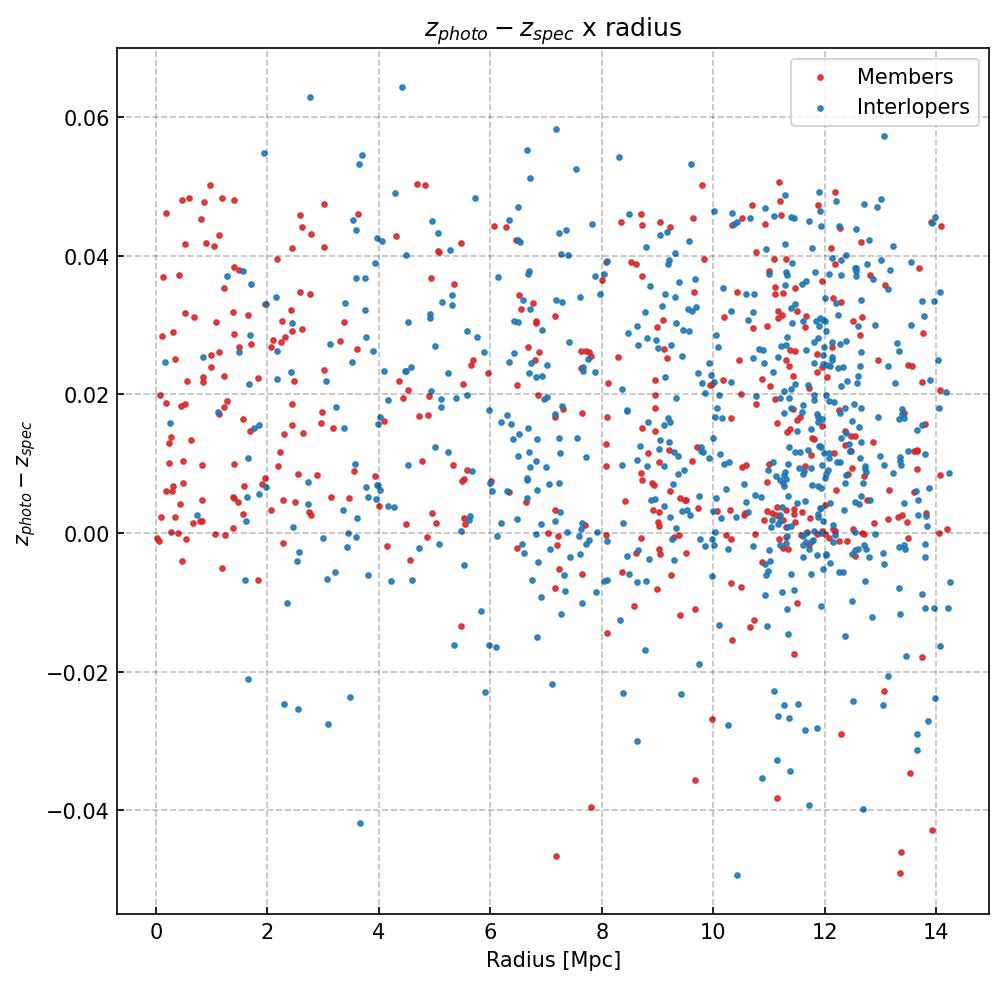 z_photo − z_spec x radius
Members
Interlopers
0.06
0.04
0.02
0.00
−0.02
−0.04
z_photo − z_spec
0 2 4 6 8 10 12 14
Radius [Mpc]